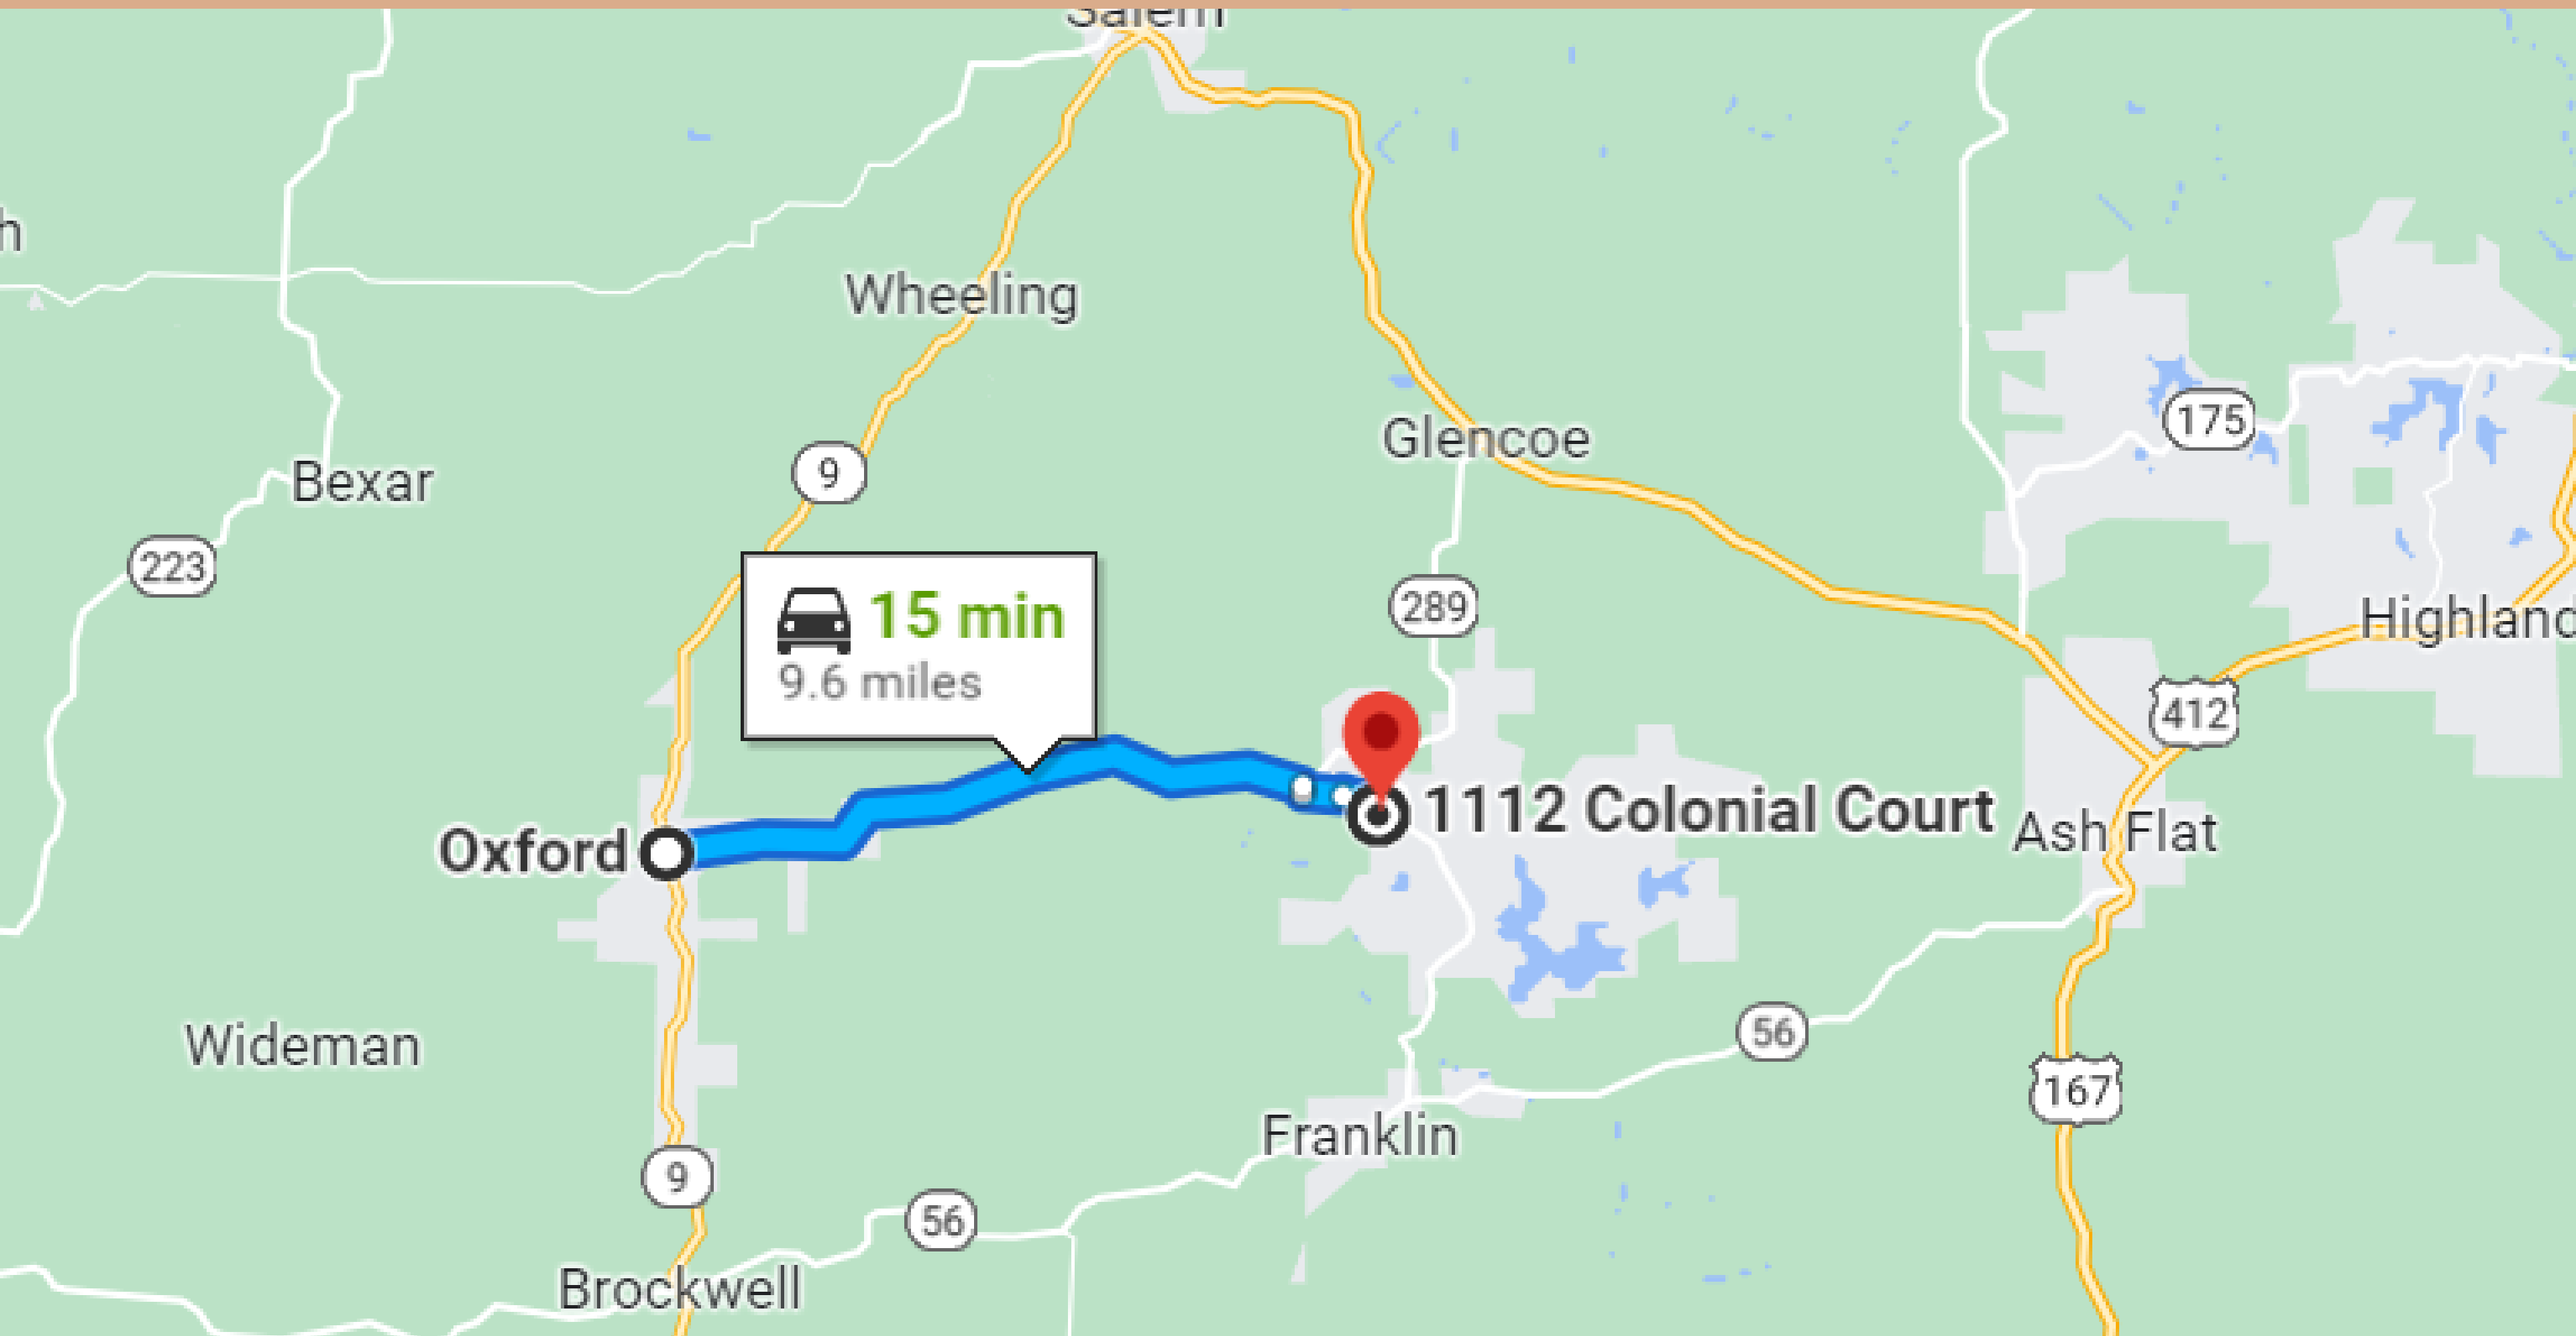 Salem
h
Wheeling
175
Glencoe
9
Bexar
223
15 min
289
9.6 miles
Highland
412
1112 Colonial Court
Ash Flat
Oxford
56
Wideman
167
Franklin
9
56
Brockwell